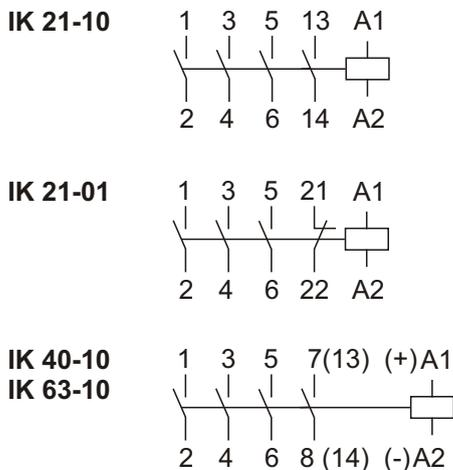 IK 21-10 1 3 5 13 A1
2 4 6 14 A2
IK 21-01 1 3 5 21 A1
2 4 6 22 A2
IK 40-10 1 3 5 7(13) (+)A1
IK 63-10
2 4 6 8(14) (-)A2